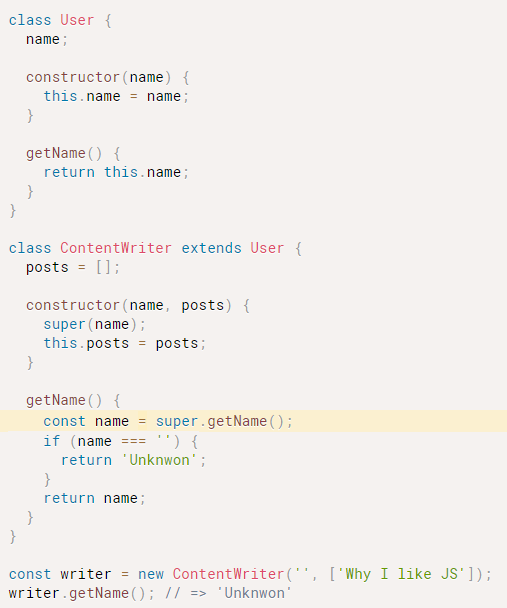 class User {
name;
constructor(name) {
this.name = name;
}
getName() {
return this.name;
}
}
class ContentWriter extends User {
posts = [];
constructor(name, posts) {
super(name);
this.posts = posts;
}
getName() {
const name = super.getName();
if (name === '') {
return 'Unknwon';
}
return name;
}
}
const writer = new ContentWriter('', ['Why I like JS']);
writer.getName(); // => 'Unknwon'